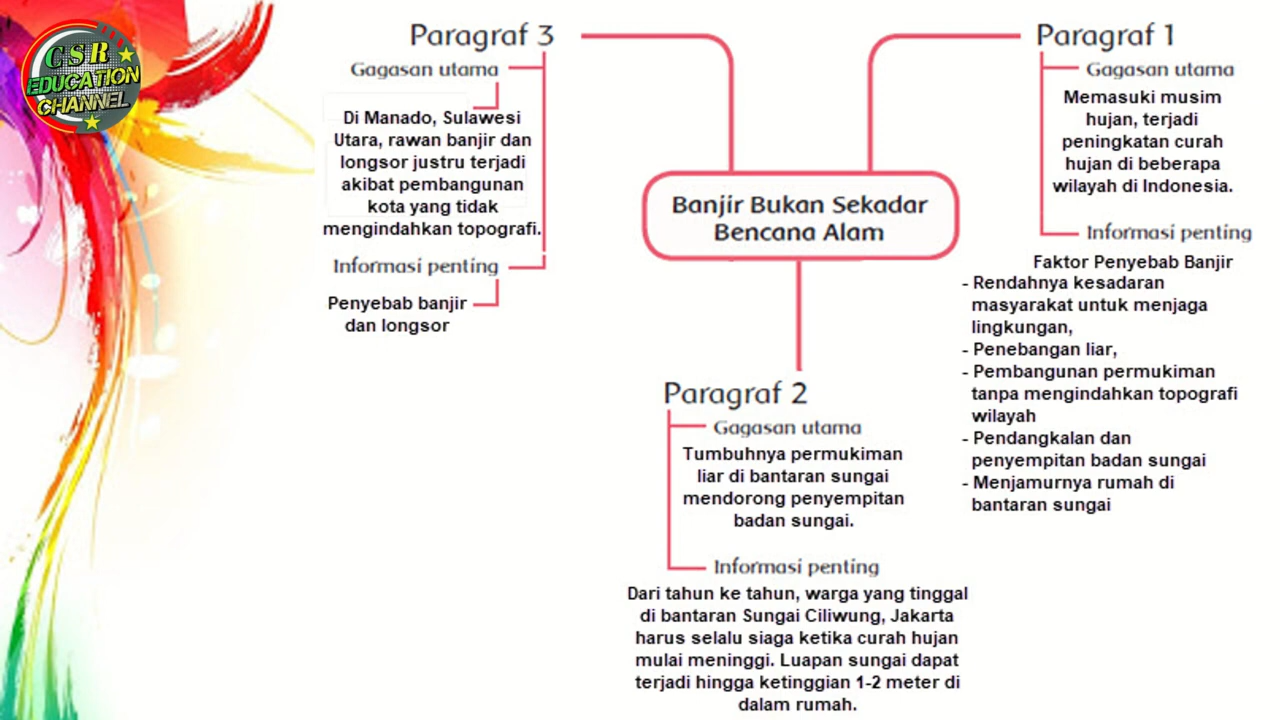 CSR
EDUCATION
CHANNEL
Paragraf 3
Gagasan utama
Di Manado, Sulawesi
Utara, rawan banjir dan
longsor justru terjadi
akibat pembangunan
kota yang tidak
mengindahkan topografi.
Informasi penting
Penyebab banjir
dan longsor
Banjir Bukan Sekadar
Bencana Alam
Paragraf 1
Gagasan utama
Memasuki musim
hujan, terjadi
peningkatan curah
hujan di beberapa
wilayah di Indonesia.
Informasi penting
Faktor Penyebab Banjir
- Rendahnya kesadaran
masyarakat untuk menjaga
lingkungan,
- Penebangan liar,
- Pembangunan permukiman
tanpa mengindahkan topografi
wilayah
- Pendangkalan dan
penyempitan badan sungai
- Menjamurnya rumah di
bantaran sungai
Paragraf 2
Gagasan utama
Tumbuhnya permukiman
liar di bantaran sungai
mendorong penyempitan
badan sungai.
Informasi penting
Dari tahun ke tahun, warga yang tinggal
di bantaran Sungai Ciliwung, Jakarta
harus selalu siaga ketika curah hujan
mulai meninggi. Luapan sungai dapat
terjadi hingga ketinggian 1-2 meter di
dalam rumah.